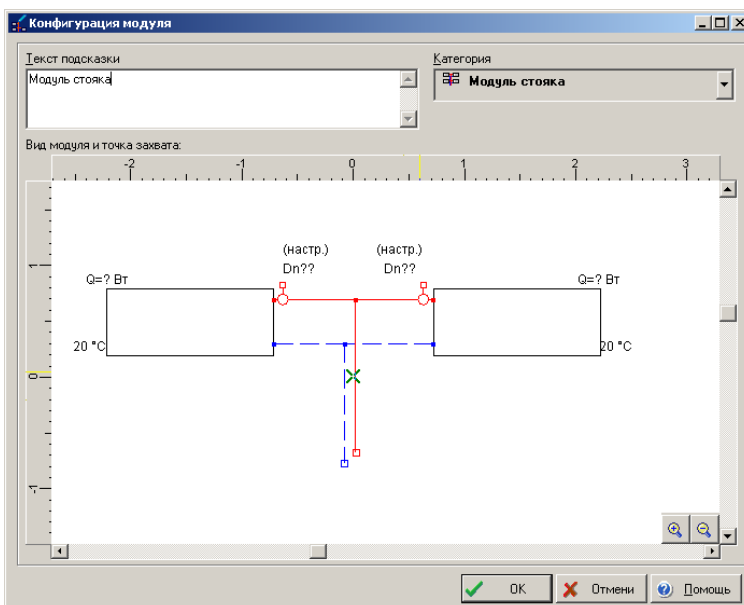 Конфигурация модуля
Текст подсказки
Категория
Модуль стояка
Модуль стояка
Вид модуля и точка захвата:
-2 -1 0 1 2 3
1
0
-1
(настр.) (настр.)
Dn?? Dn??
Q=? Вт Q=? Вт
20 °C 20 °C
OK Отмени Помощь